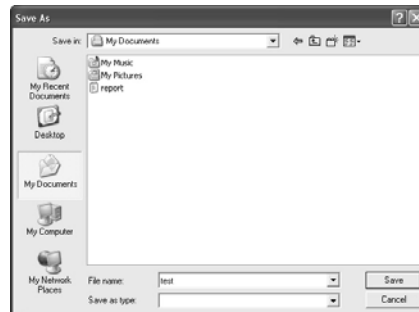 Save As
Save in: My Documents
My Recent Documents
Desktop
My Documents
My Computer
My Network Places
My Music
My Pictures
report
File name: test
Save as type:
Save
Cancel